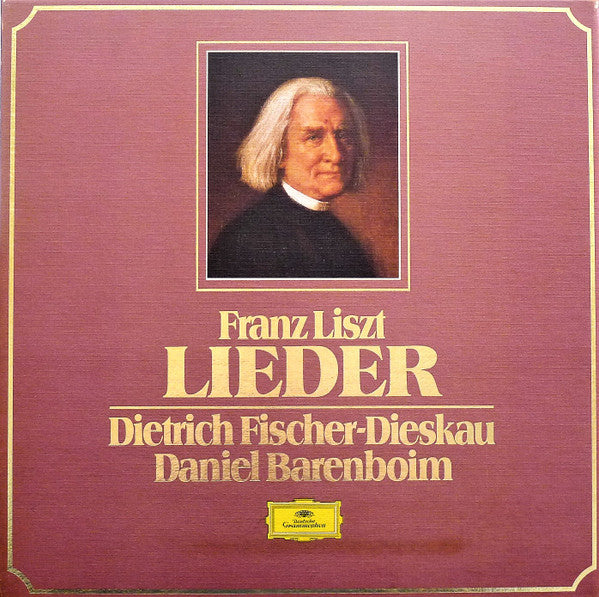 Franz Liszt
LIEDER
Dietrich Fischer-Dieskau
Daniel Barenboim
Deutsche
Grammophon